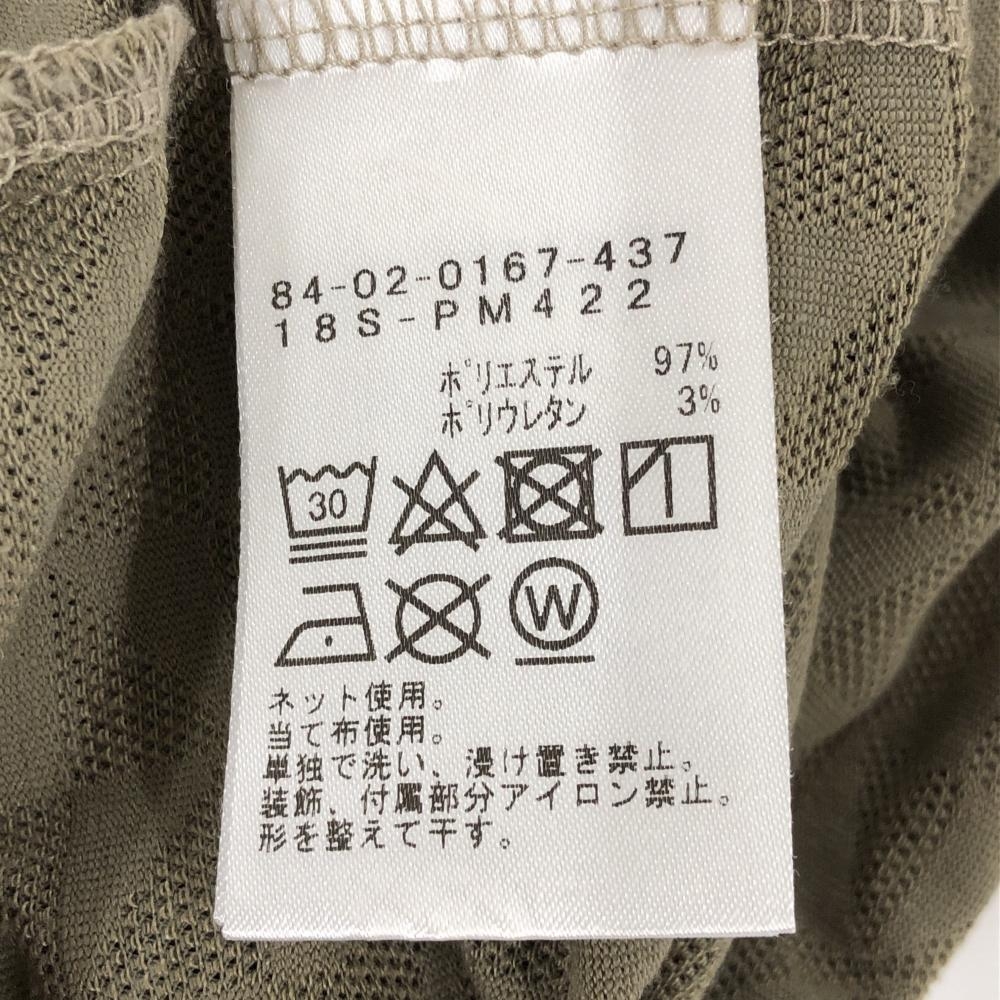 84-02-0167-437
18S-PM422
ポリエステル 97%
ポリウレタン 3%
30
W
ネット使用。
当て布使用。
単独で洗い、浸け置き禁止。
装飾、付属部分アイロン禁止。
形を整えて干す。